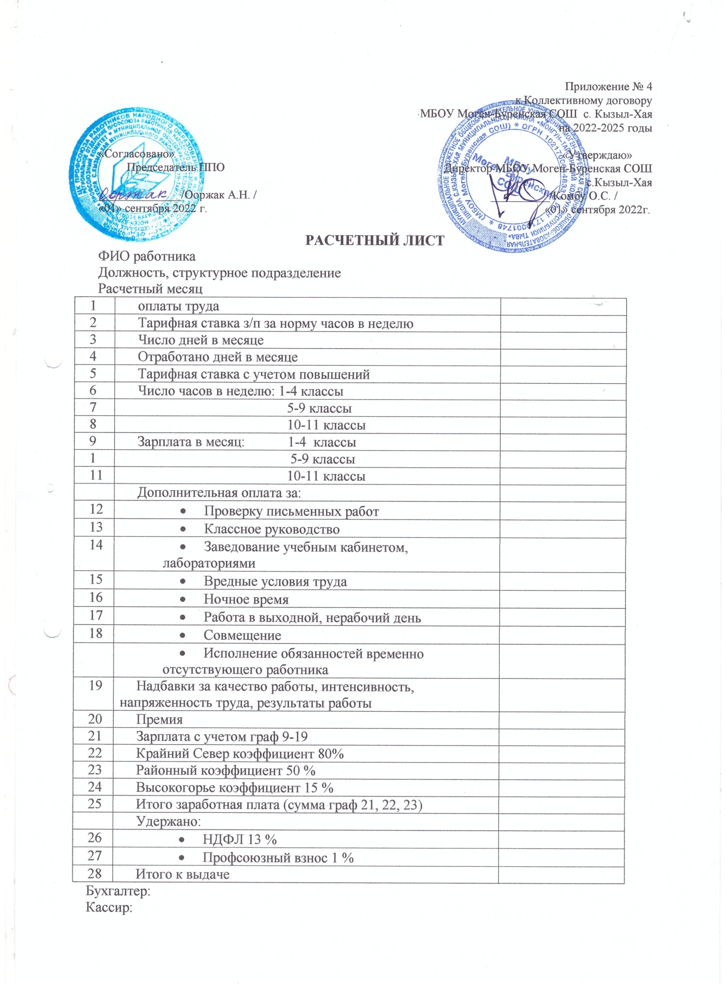 Приложение № 4
к Коллективному договору
МБОУ Моген-Буренская СОШ с. Кызыл-Хая
на 2022-2025 годы
«Согласовано»
Председатель ППО
Ооржак /Ооржак А.Н. /
«01» сентября 2022 г.
«Утверждаю»
Директор МБОУ Моген-Буренская СОШ
с.Кызыл-Хая
/Комбу О.С. /
«01» сентября 2022г.
МБОУ
Моген-Буренская
СОШ
РАСЧЕТНЫЙ ЛИСТ
ФИО работника
Должность, структурное подразделение
Расчетный месяц
1 оплаты труда
2 Тарифная ставка з/п за норму часов в неделю
3 Число дней в месяце
4 Отработано дней в месяце
5 Тарифная ставка с учетом повышений
6 Число часов в неделю: 1-4 классы
7 5-9 классы
8 10-11 классы
9 Зарплата в месяц: 1-4 классы
1 5-9 классы
11 10-11 классы
Дополнительная оплата за:
12 • Проверку письменных работ
13 • Классное руководство
14 • Заведование учебным кабинетом,
лабораториями
15 • Вредные условия труда
16 • Ночное время
17 • Работа в выходной, нерабочий день
18 • Совмещение
• Исполнение обязанностей временно
отсутствующего работника
19 Надбавки за качество работы, интенсивность,
напряженность труда, результаты работы
20 Премия
21 Зарплата с учетом граф 9-19
22 Крайний Север коэффициент 80%
23 Районный коэффициент 50 %
24 Высокогорье коэффициент 15 %
25 Итого заработная плата (сумма граф 21, 22, 23)
Удержано:
26 • НДФЛ 13 %
27 • Профсоюзный взнос 1 %
28 Итого к выдаче
Бухгалтер:
Кассир: